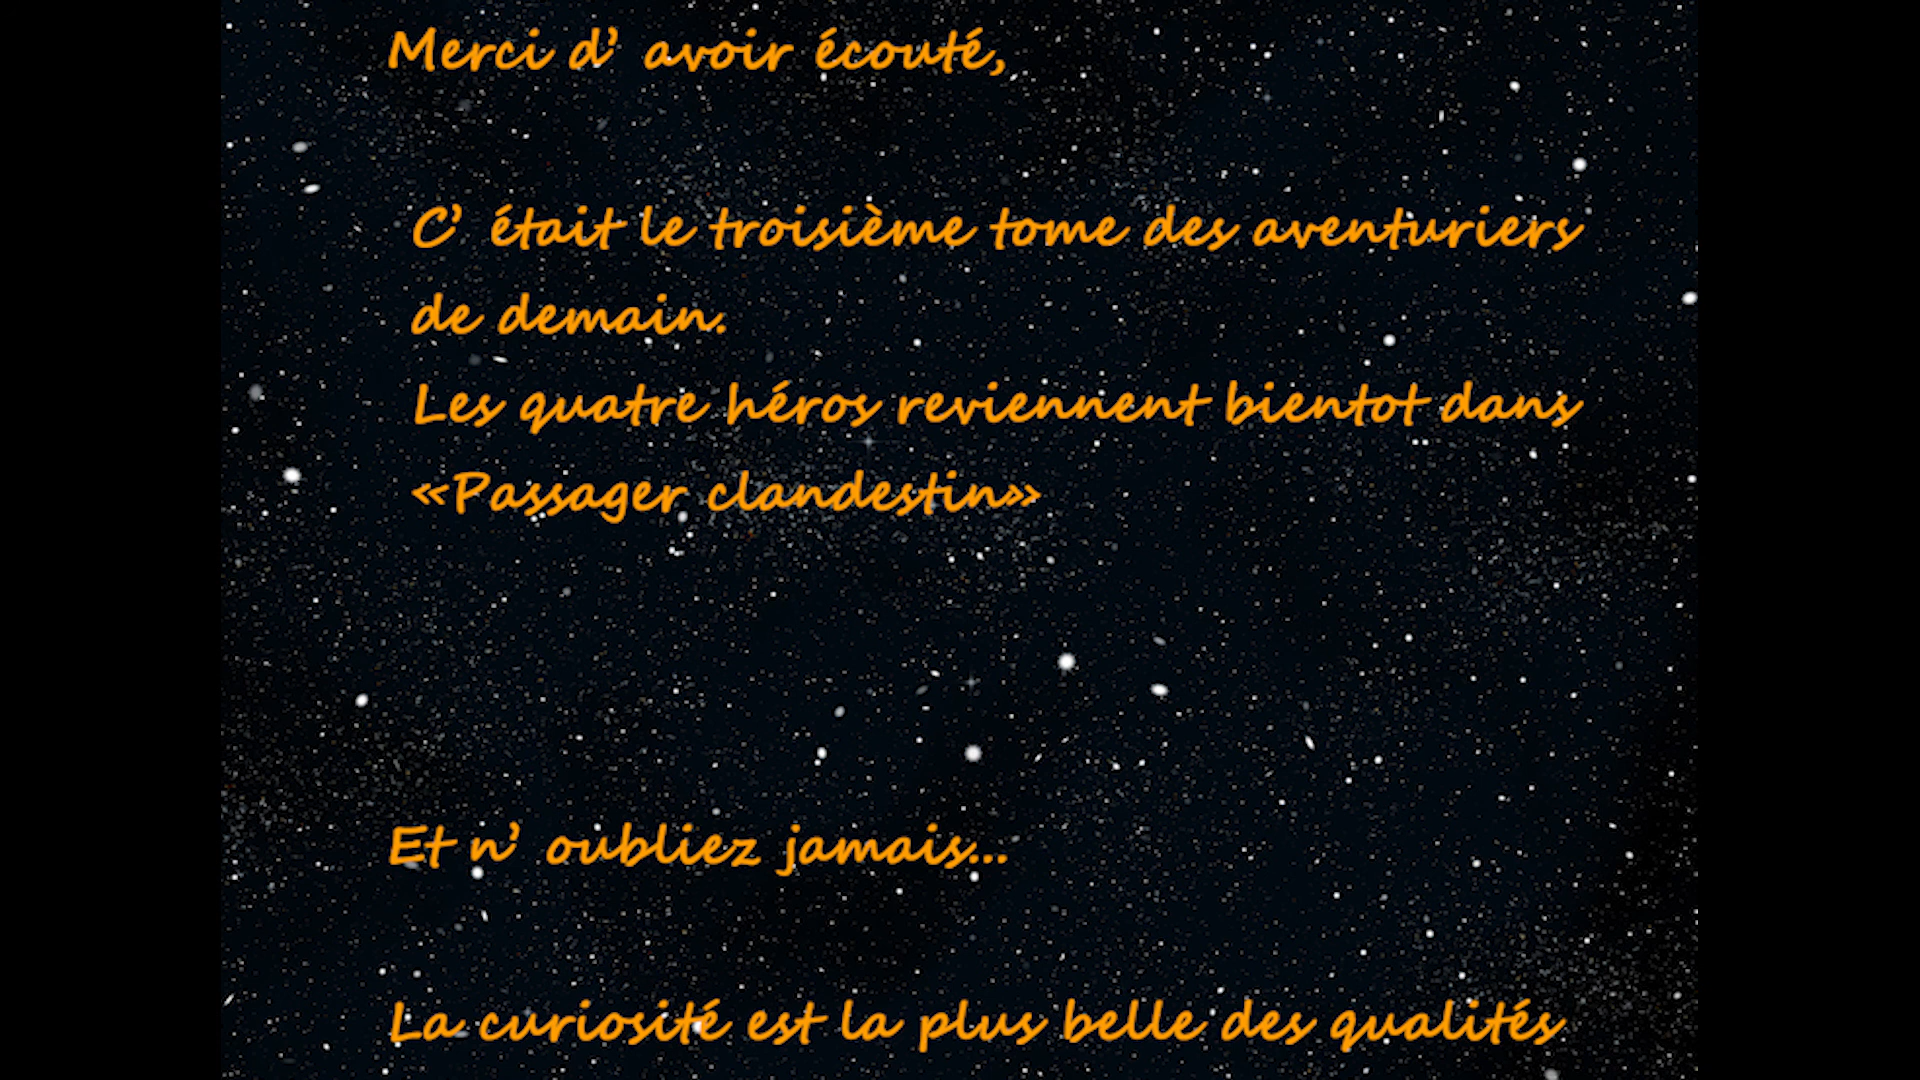 Merci d' avoir écouté,
C' était le troisième tome des aventuriers
de demain.
Les quatre héros reviennent bientot dans
«Passager clandestin»
Et n' oubliez jamais...
La curiosité est la plus belle des qualités